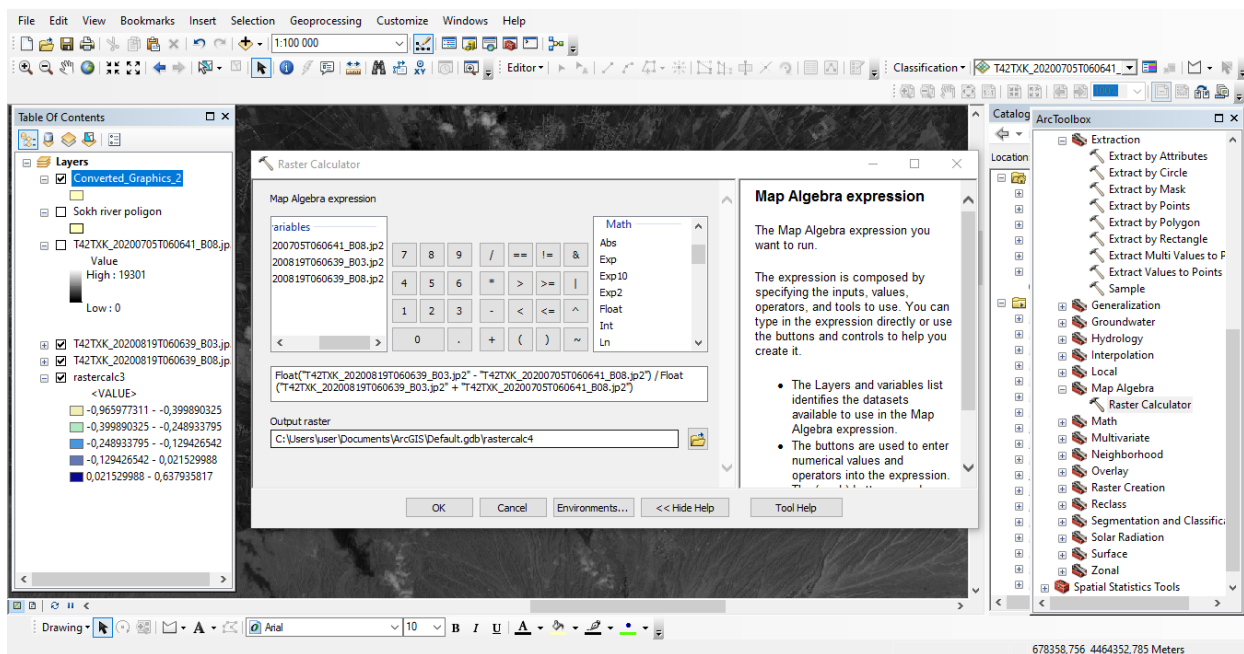 File Edit View Bookmarks Insert Selection Geoprocessing Customize Windows Help
1:100 000
Editor
Classification
T42TXK_20200705T060641_
Table Of Contents
Layers
Converted_Graphics_2
Sokh river poligon
T42TXK_20200705T060641_B08.jp
Value
High : 19301
Low : 0
T42TXK_20200819T060639_B03.jp
T42TXK_20200819T060639_B08.jp
rastercalc3
<VALUE>
-0,965977311 - -0,399890325
-0,399890325 - -0,248933795
-0,248933795 - -0,129426542
-0,129426542 - 0,021529988
0,021529988 - 0,637935817
Raster Calculator
Map Algebra expression
ariables
200705T060641_B08.jp2
200819T060639_B03.jp2
200819T060639_B08.jp2
7 8 9 / == != &
4 5 6 * > >= |
1 2 3 - < <= ^
0 . + ( ) ~
Math
Abs
Exp
Exp10
Exp2
Float
Int
Ln
Float("T42TXK_20200819T060639_B03.jp2" - "T42TXK_20200705T060641_B08.jp2") / Float
("T42TXK_20200819T060639_B03.jp2" + "T42TXK_20200705T060641_B08.jp2")
Output raster
C:\Users\user\Documents\ArcGIS\Default.gdb\rastercalc4
OK Cancel Environments... << Hide Help Tool Help
Map Algebra expression
The Map Algebra expression you
want to run.
The expression is composed by
specifying the inputs, values,
operators, and tools to use. You can
type in the expression directly or use
the buttons and controls to help you
create it.
• The Layers and variables list
identifies the datasets
available to use in the Map
Algebra expression.
• The buttons are used to enter
numerical values and
operators into the expression.
Catalog
Location
ArcToolbox
Extraction
Extract by Attributes
Extract by Circle
Extract by Mask
Extract by Points
Extract by Polygon
Extract by Rectangle
Extract Multi Values to P
Extract Values to Points
Sample
Generalization
Groundwater
Hydrology
Interpolation
Local
Map Algebra
Raster Calculator
Math
Multivariate
Neighborhood
Overlay
Raster Creation
Reclass
Segmentation and Classific
Solar Radiation
Surface
Zonal
Spatial Statistics Tools
Drawing
Arial
10
B I U A
678358,756 4464352,785 Meters